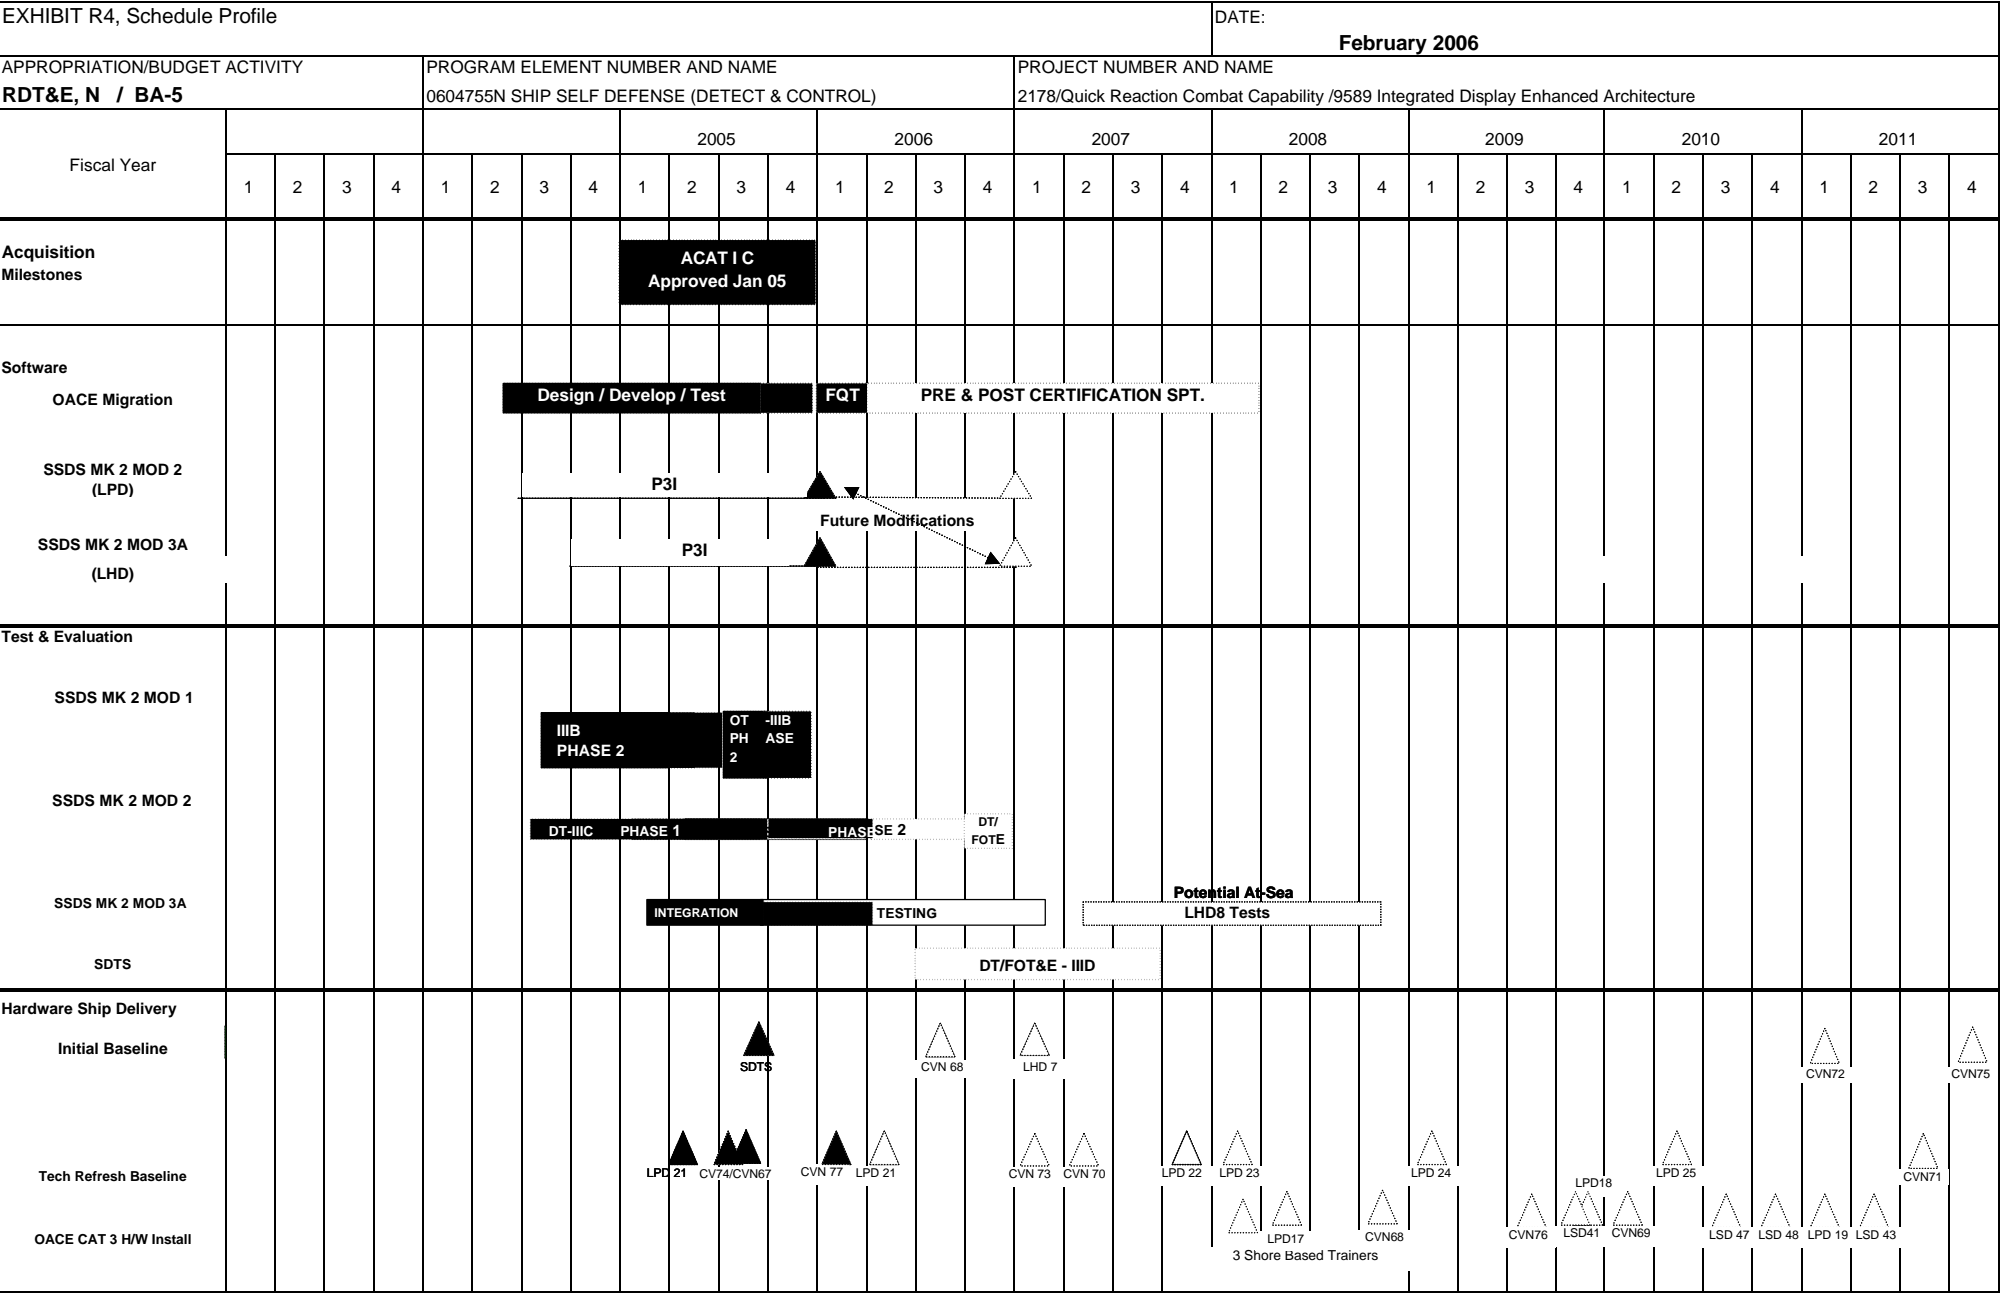 EXHIBIT R4, Schedule Profile
DATE:
February 2006
APPROPRIATION/BUDGET ACTIVITY
PROGRAM ELEMENT NUMBER AND NAME
PROJECT NUMBER AND NAME
RDT&E, N / BA-5
0604755N SHIP SELF DEFENSE (DETECT & CONTROL)
2178/Quick Reaction Combat Capability /9589 Integrated Display Enhanced Architecture
Fiscal Year
2005 2006 2007 2008 2009 2010 2011
1 2 3 4 1 2 3 4 1 2 3 4 1 2 3 4 1 2 3 4 1 2 3 4 1 2 3 4 1 2 3 4 1 2 3 4
Acquisition
Milestones
ACAT I C
Approved Jan 05
Software
OACE Migration
Design / Develop / Test
FQT
PRE & POST CERTIFICATION SPT.
SSDS MK 2 MOD 2
(LPD)
P3I
Future Modifications
SSDS MK 2 MOD 3A
(LHD)
P3I
Test & Evaluation
SSDS MK 2 MOD 1
IIIB
PHASE 2
OT -IIIB
PH ASE
2
SSDS MK 2 MOD 2
DT-IIIC PHASE 1
PHASESE 2
DT/
FOTE
SSDS MK 2 MOD 3A
INTEGRATION
TESTING
Potential At-Sea
LHD8 Tests
SDTS
DT/FOT&E - IIID
Hardware Ship Delivery
Initial Baseline
SDTS
CVN 68
LHD 7
CVN72
CVN75
Tech Refresh Baseline
LPD 21
CV74/CVN67
CVN 77
LPD 21
CVN 73
CVN 70
LPD 22
LPD 23
LPD 24
LPD 25
CVN71
LPD18
OACE CAT 3 H/W Install
LPD17
CVN68
CVN76
LSD41
CVN69
LSD 47
LSD 48
LPD 19
LSD 43
3 Shore Based Trainers